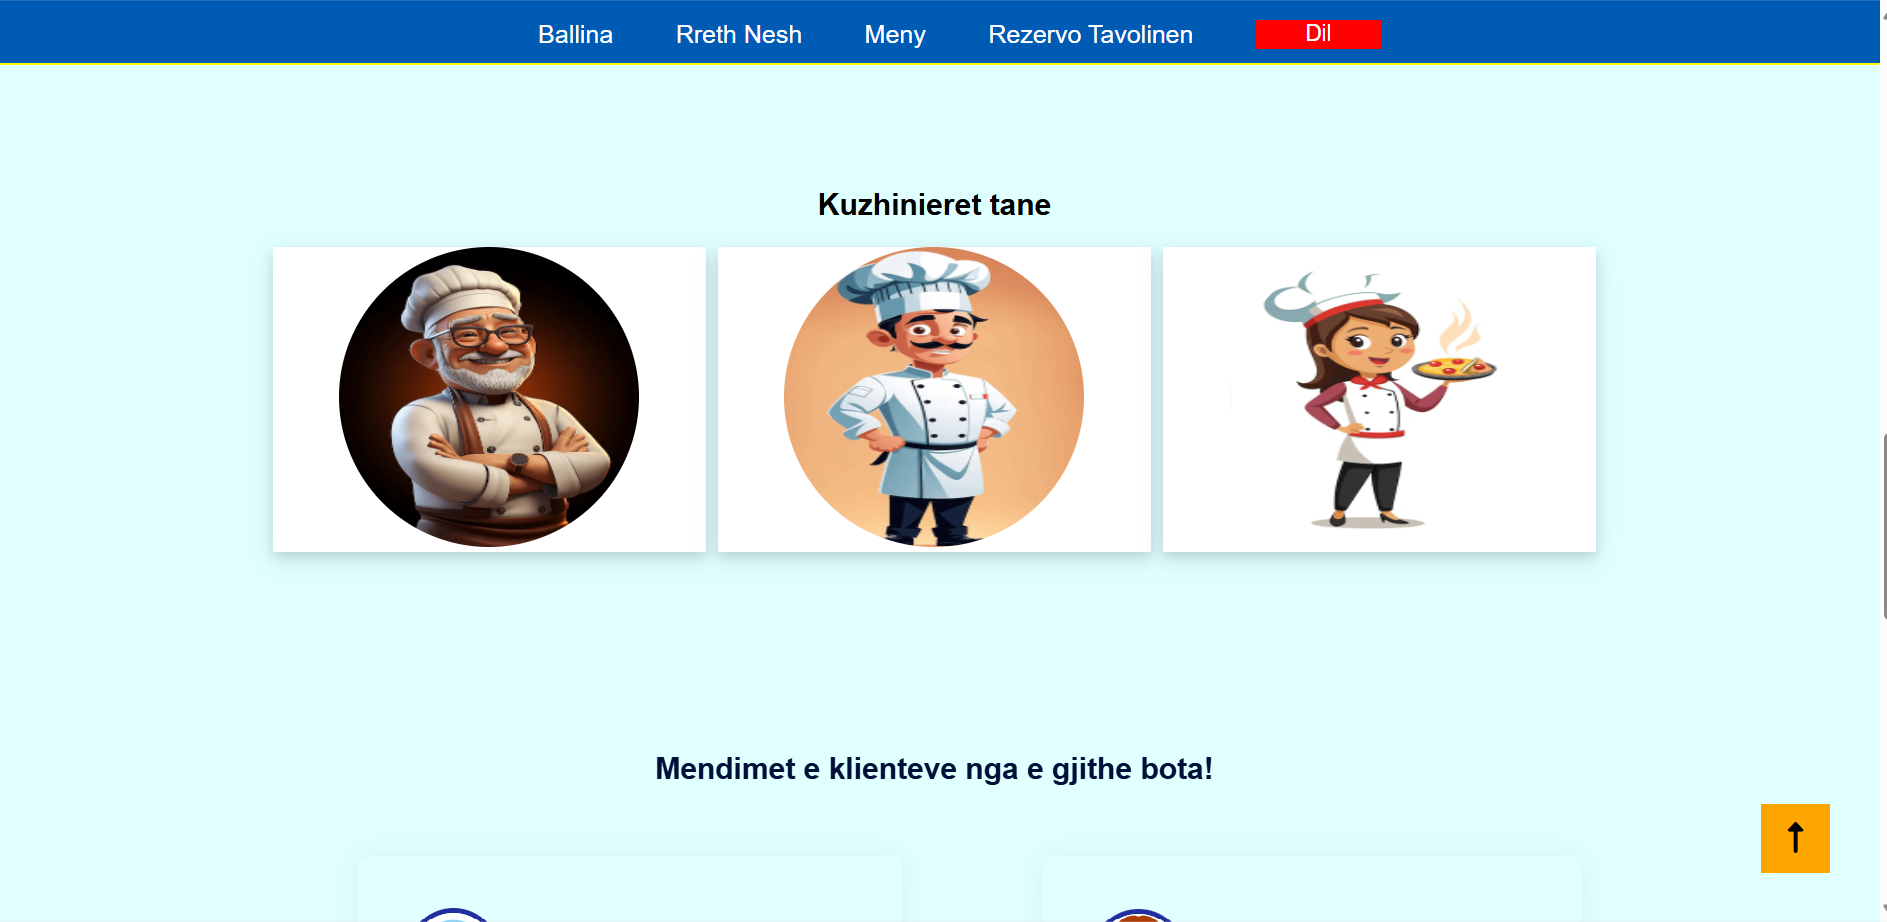 Ballina Rreth Nesh Meny Rezervo Tavolinen Dil
Kuzhinieret tane
Mendimet e klienteve nga e gjithe bota!